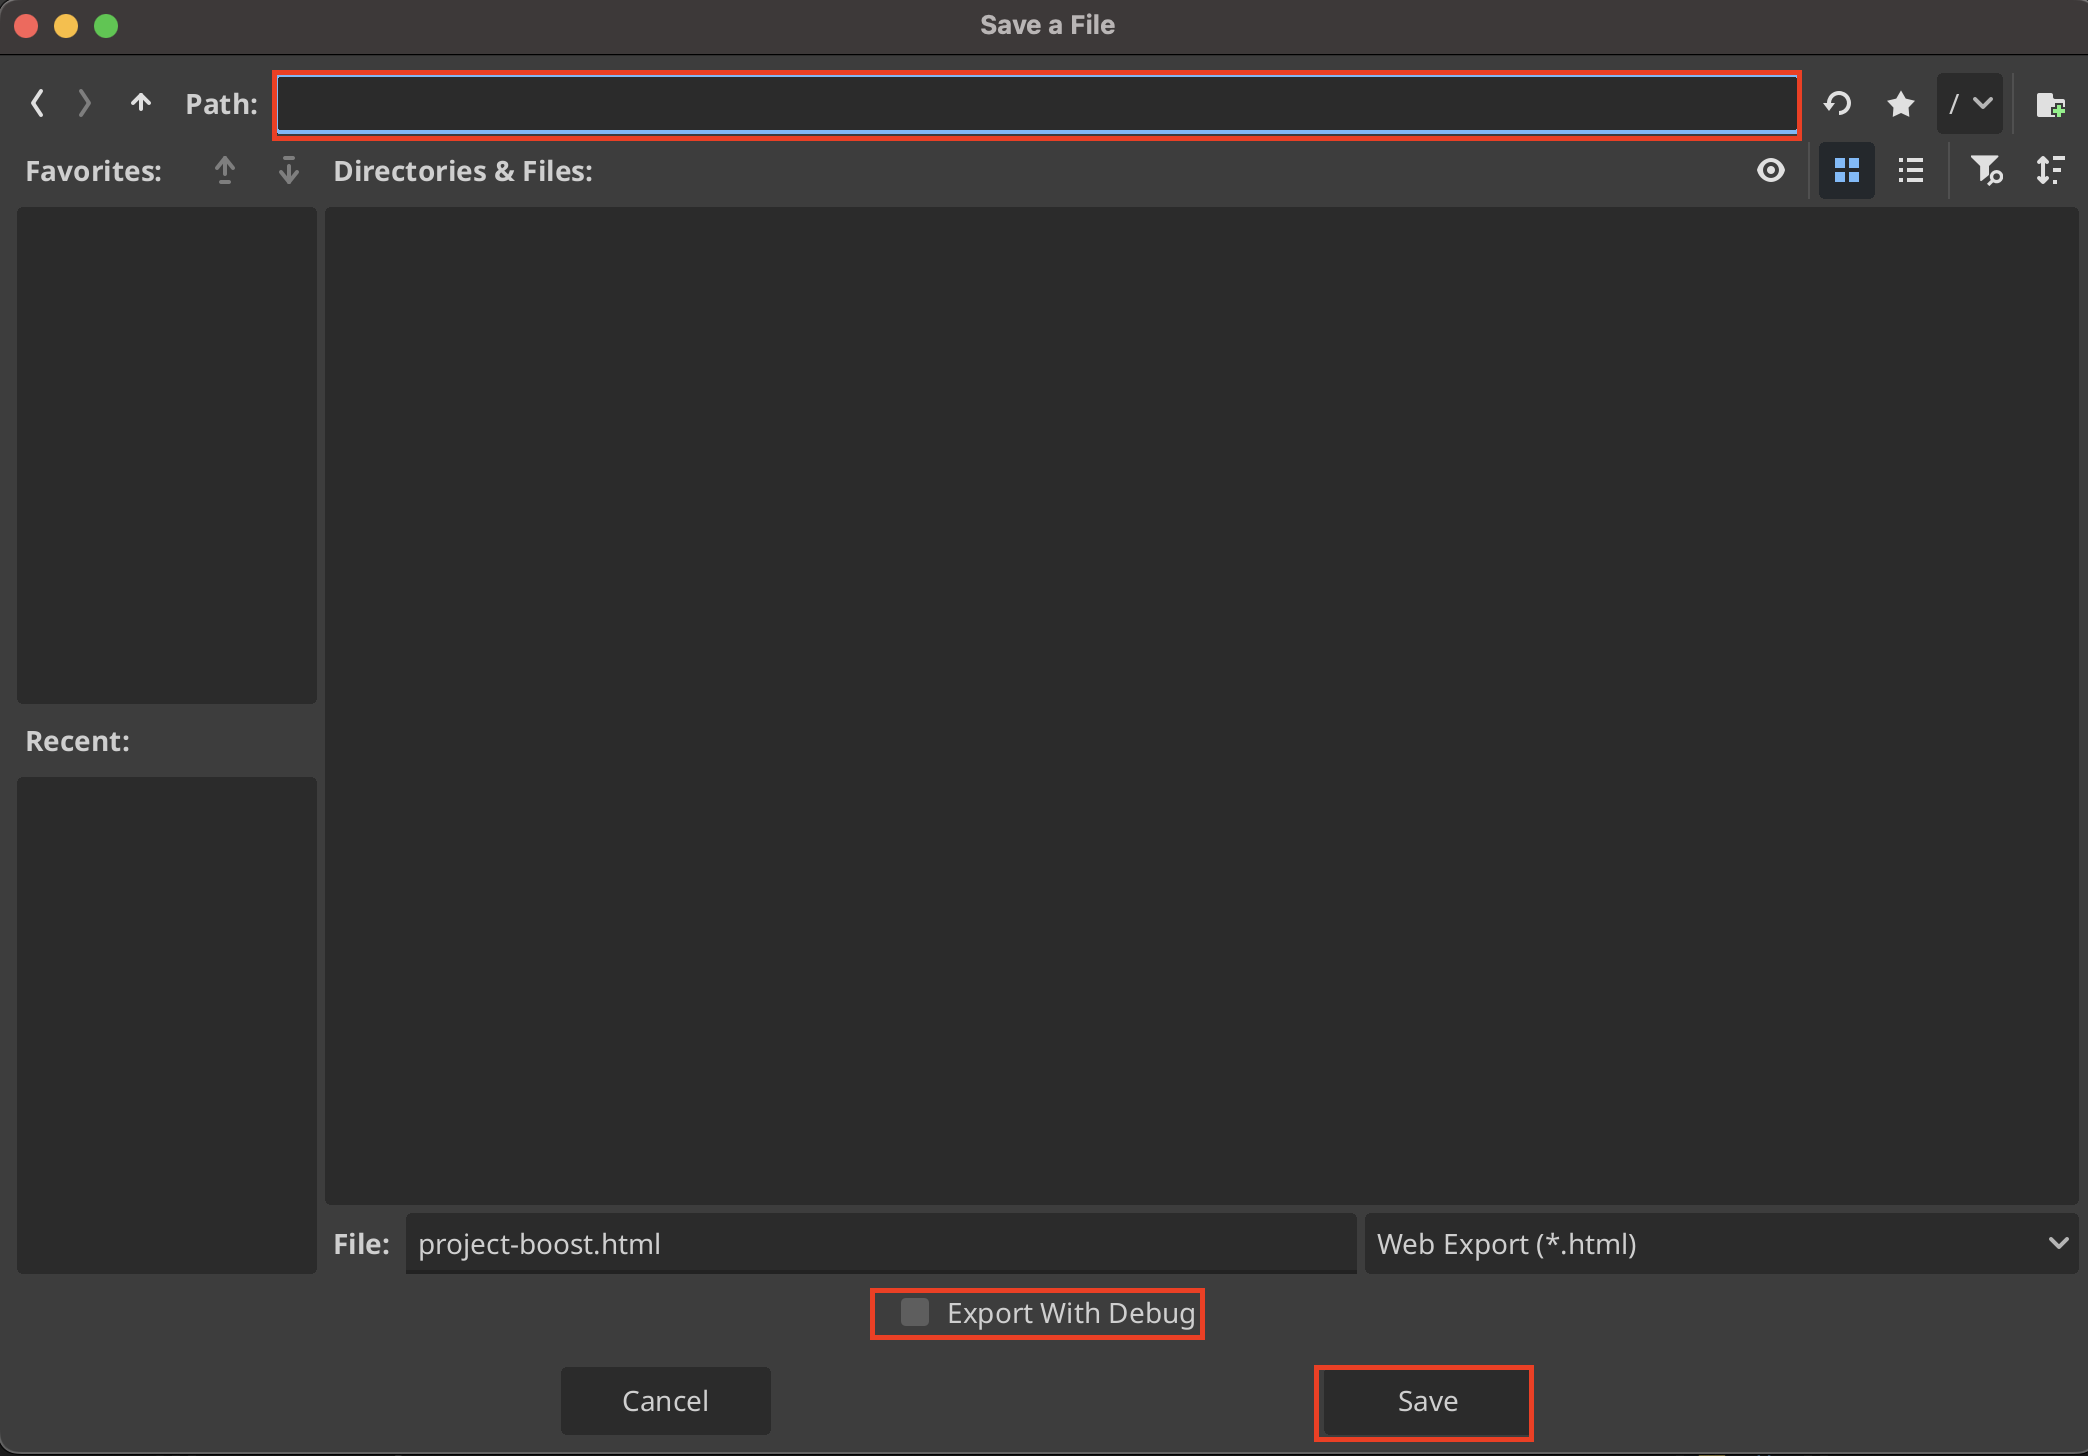 Save a File
Path:
/
Favorites:
Directories & Files:
Recent:
File: project-boost.html Web Export (*.html)
Export With Debug
Cancel Save